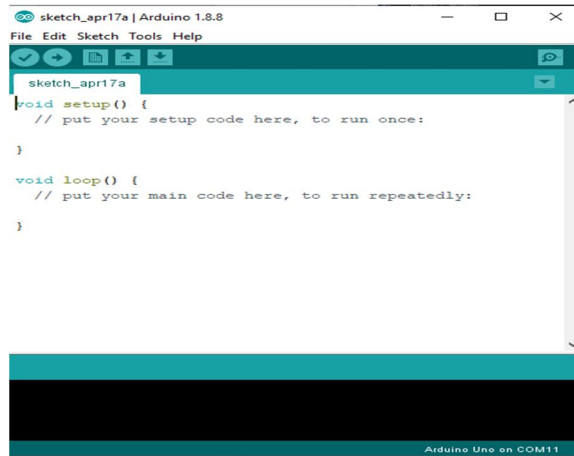 sketch_apr17a | Arduino 1.8.8
File Edit Sketch Tools Help
sketch_apr17a
void setup() {
  // put your setup code here, to run once:
}
void loop() {
  // put your main code here, to run repeatedly:
}
Arduino Uno on COM11